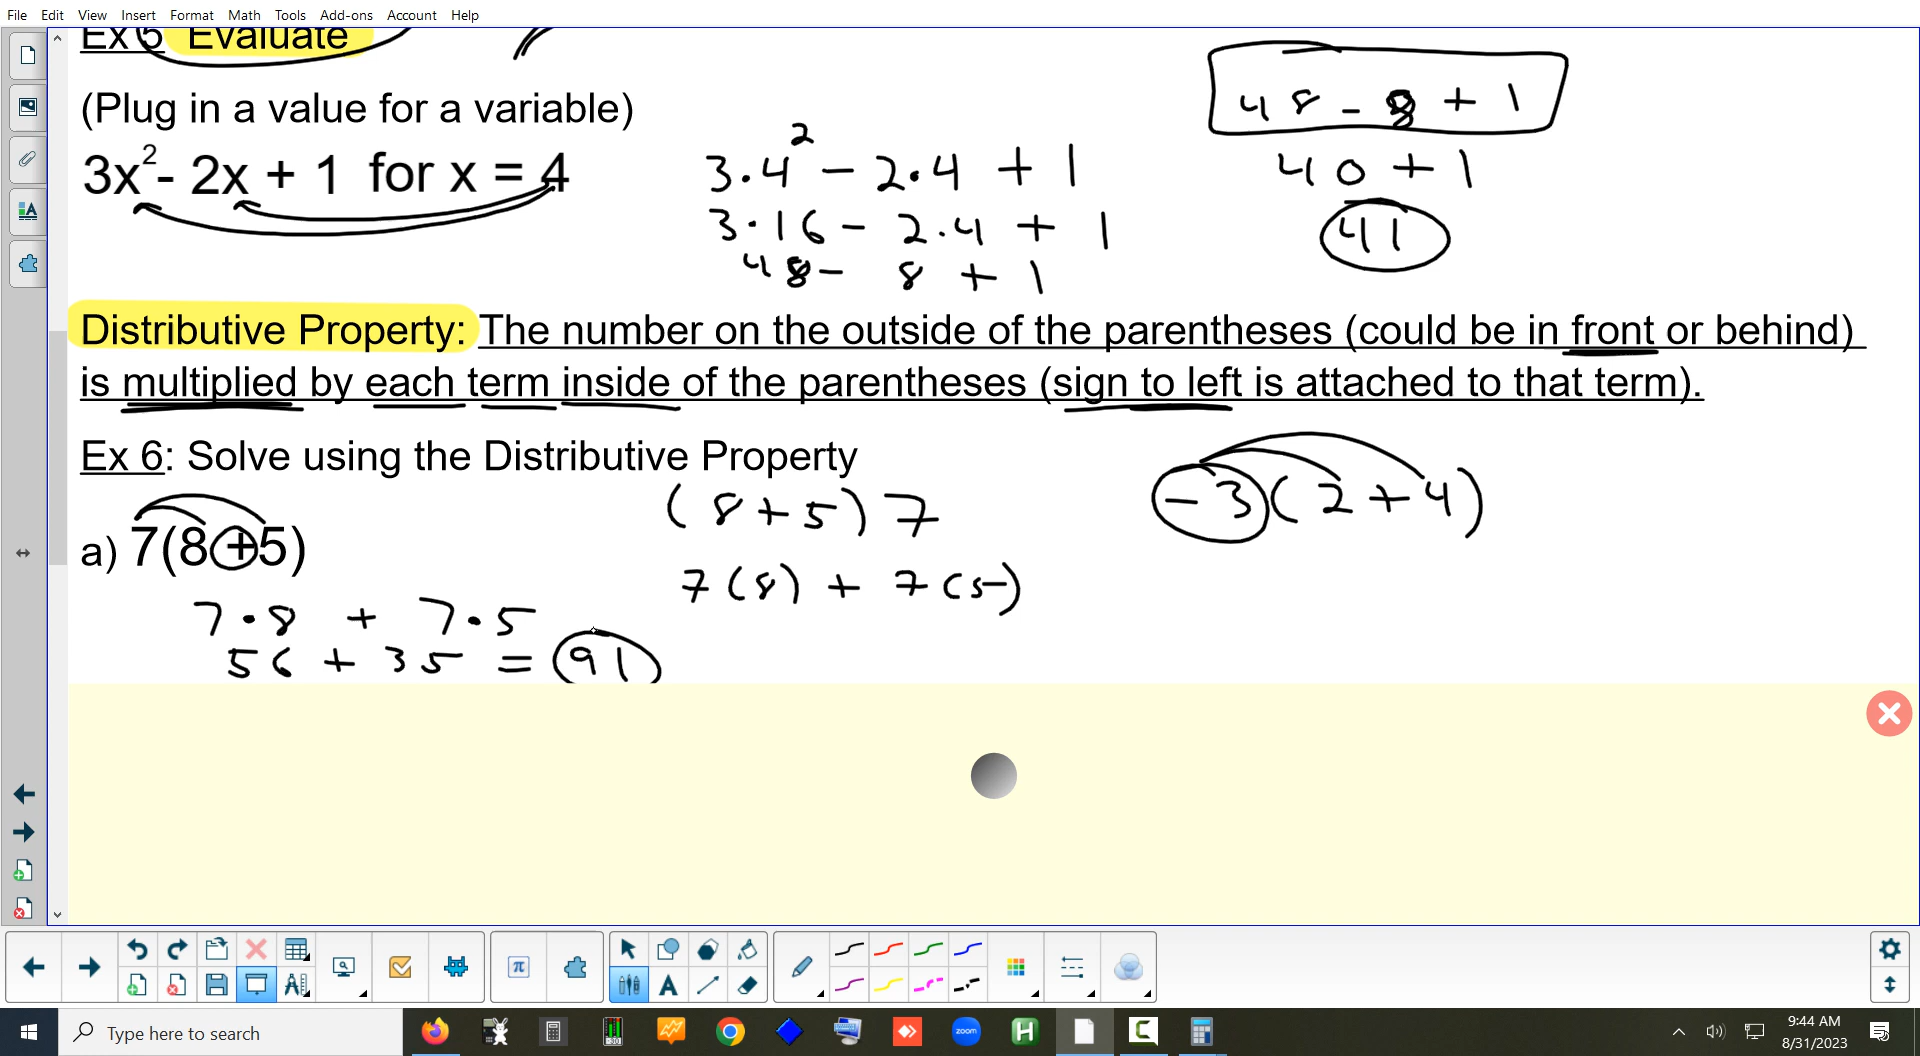 File Edit View Insert Format Math Tools Add-ons Account Help
Ex 5 Evaluate
(Plug in a value for a variable)
3x²- 2x + 1 for x = 4
3·4² - 2·4 + 1
3·16 - 2·4 + 1
48 - 8 + 1
48 - 8 + 1
40 + 1
41
Distributive Property: The number on the outside of the parentheses (could be in front or behind)
is multiplied by each term inside of the parentheses (sign to left is attached to that term).
Ex 6: Solve using the Distributive Property
a) 7(8+5)
7·8 + 7·5
56 + 35 = 91
(8+5)7
7(8) + 7(5)
-3(2+4)
π
A
Type here to search
zoom
H
C
9:44 AM
8/31/2023